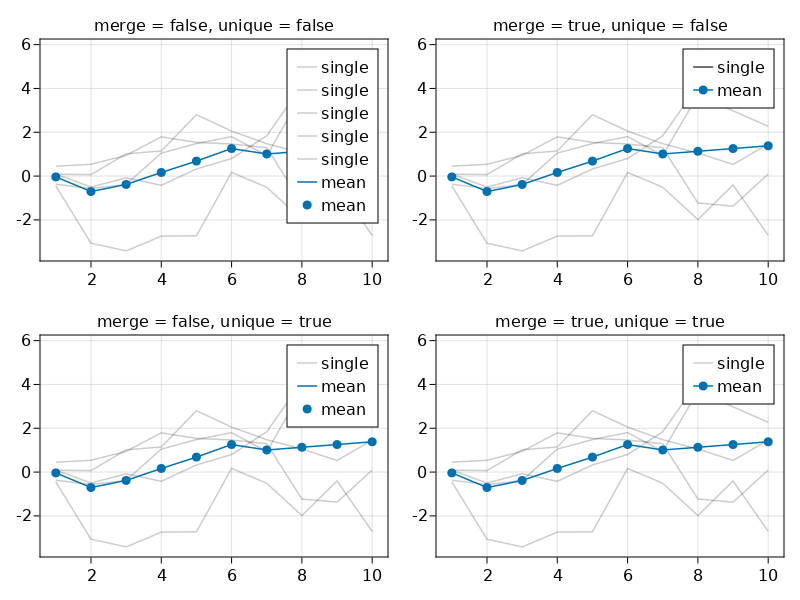 merge = false, unique = false
6
4
2
0
-2
2
4
6
8
10
single
single
single
single
single
mean
mean
merge = true, unique = false
6
4
2
0
-2
2
4
6
8
10
single
mean
merge = false, unique = true
6
4
2
0
-2
2
4
6
8
10
single
mean
mean
merge = true, unique = true
6
4
2
0
-2
2
4
6
8
10
single
mean